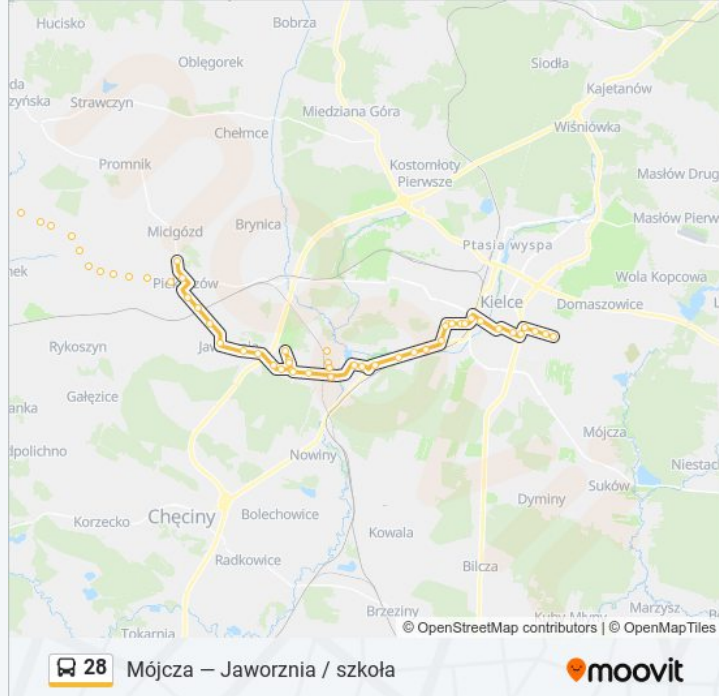 Hucisko
Bobrza
Oblęgorek
Siodła
da
Kajetanów
zyńska
Strawczyn
Miedziana Góra
Wiśniówka
Chełmce
Promnik
Kostomłoty
Pierwsze
Masłów Drug
Micigózd
Brynica
Masłów Pierw
Ptasia wyspa
nek
Wola Kopcowa
Kielce
Domaszowice
Rykoszyn
Gałęzice
anka
Mójcza
dpolichno
Nowiny
Niestac
Suków
Dyminy
Korzecko
Chęciny
Bolechowice
Kowala
Radkowice
Bilcza
Brzeziny
Marzysz
Tokarnia
© OpenStreetMap contributors | © OpenMapTiles
28 Mójcza — Jaworznia / szkoła
moovit